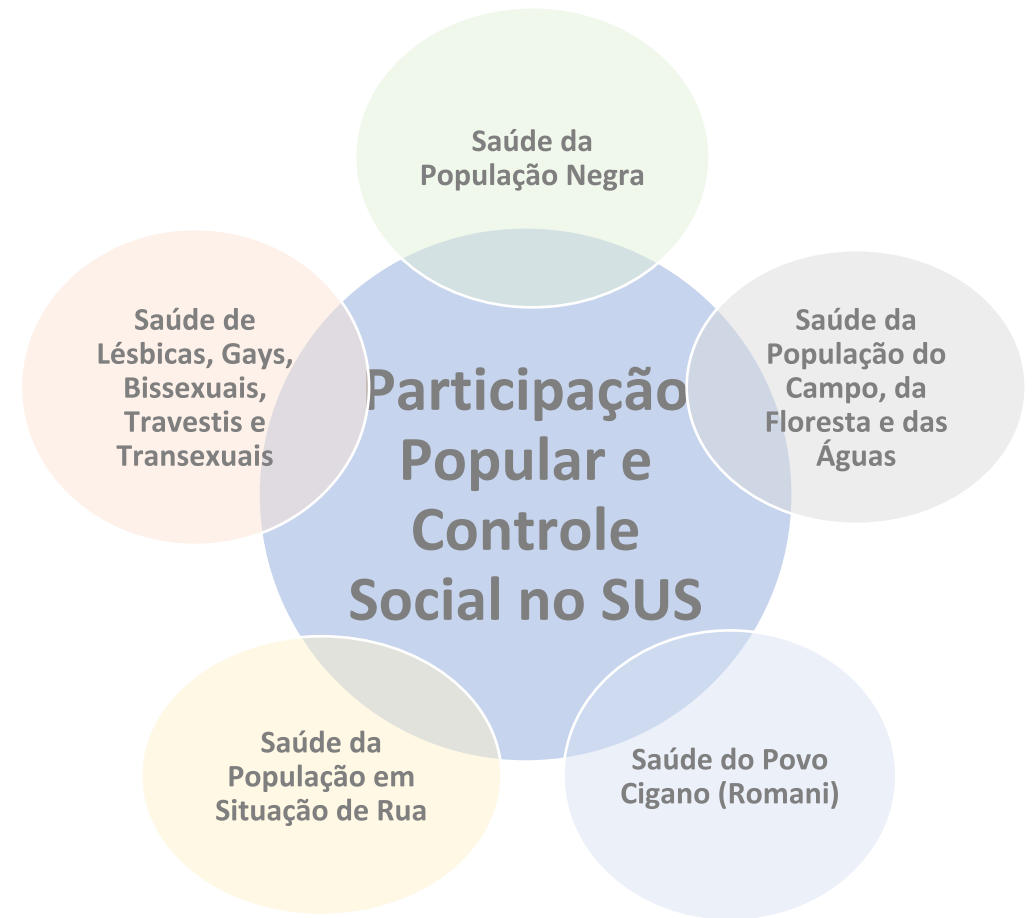 Saúde da
População Negra
Saúde de
Lésbicas, Gays,
Bissexuais,
Travestis e
Transexuais
Participação
Popular e
Controle
Social no SUS
Saúde da
População do
Campo, da
Floresta e das
Águas
Saúde da
População em
Situação de Rua
Saúde do Povo
Cigano (Romani)